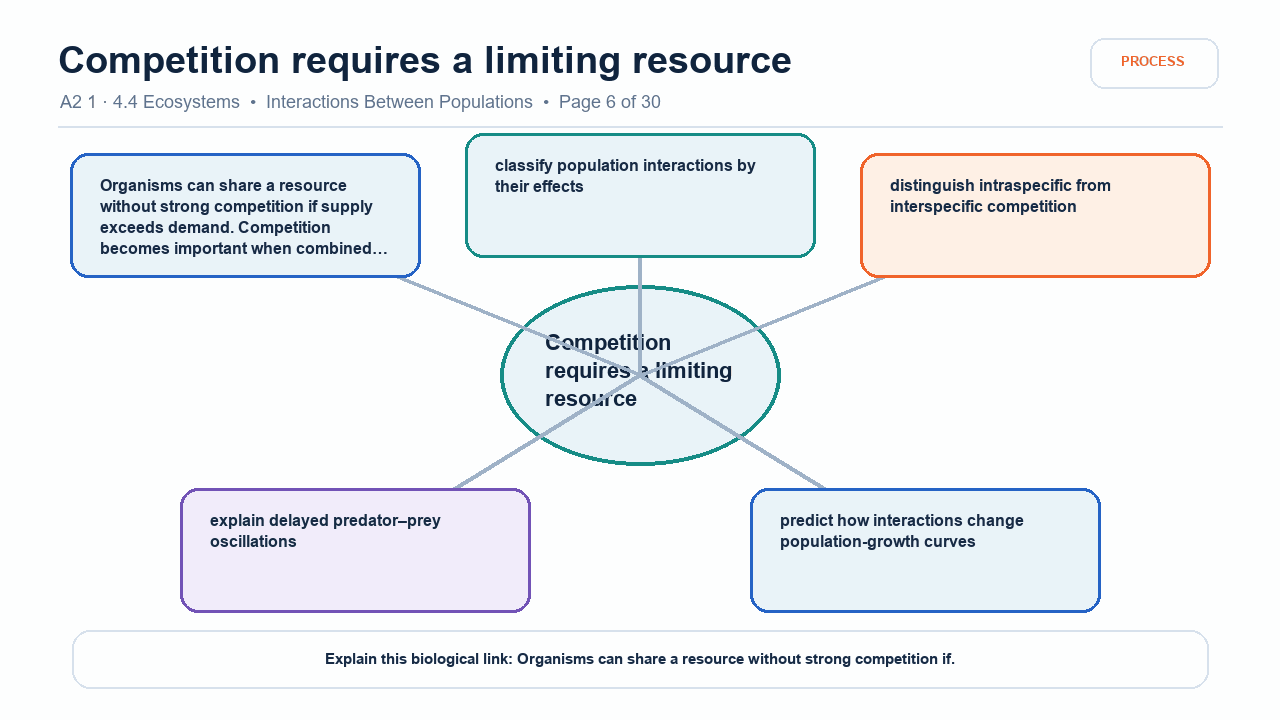 Competition requires a limiting resource
PROCESS
A2 1 · 4.4 Ecosystems • Interactions Between Populations • Page 6 of 30
Organisms can share a resource
without strong competition if supply
exceeds demand. Competition
becomes important when combined…
classify population interactions by
their effects
distinguish intraspecific from
interspecific competition
Competition
requires a limiting
resource
explain delayed predator–prey
oscillations
predict how interactions change
population-growth curves
Explain this biological link: Organisms can share a resource without strong competition if.